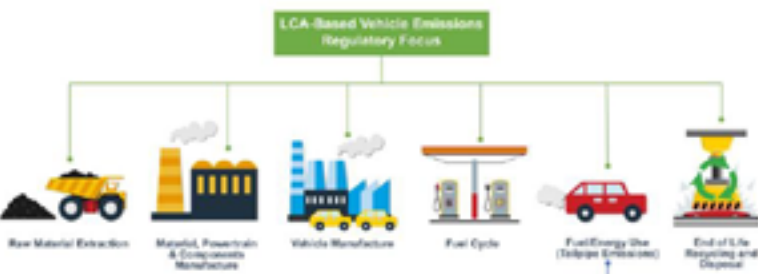 LCA-Based Vehicle Emissions
Regulatory Focus
Raw Material Extraction
Material, Powertrain
& Components
Manufacture
Vehicle Manufacture
Fuel Cycle
Fuel/Energy Use
(Tailpipe Emissions)
End of Life
Recycling and
Disposal